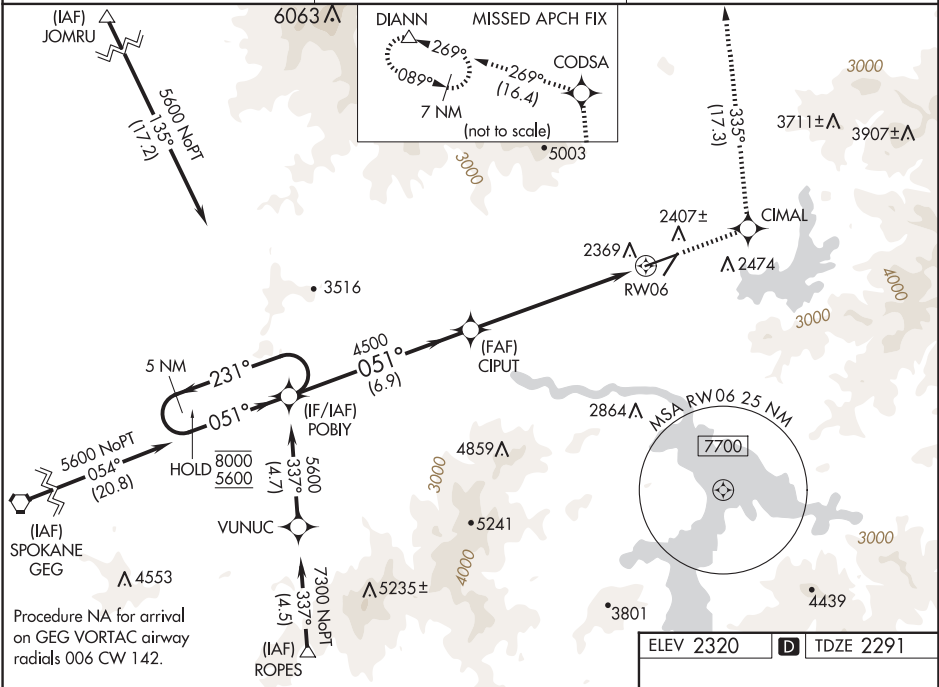 (IAF)
JOMRU
6063
5600 NoPT
135°
(17.2)
DIANN
MISSED APCH FIX
269°
089°
7 NM
269°
(16.4)
CODSA
(not to scale)
5003
3000
335°
(17.3)
3000
3711±
3907±
CIMAL
2407±
2369
2474
RW06
4000
3000
3516
4500
051°
(6.9)
(FAF)
CIPUT
5 NM
231°
051°
(IF/IAF)
POBIY
HOLD
8000
5600
5600 NoPT
054°
(20.8)
(IAF)
SPOKANE
GEG
5600
337°
(4.7)
VUNUC
7300 NoPT
337°
(4.5)
(IAF)
ROPES
2864
4859
3000
5241
4000
5235±
4553
MSA RW06 25 NM
7700
3000
3801
4439
Procedure NA for arrival
on GEG VORTAC airway
radials 006 CW 142.
ELEV 2320 D TDZE 2291